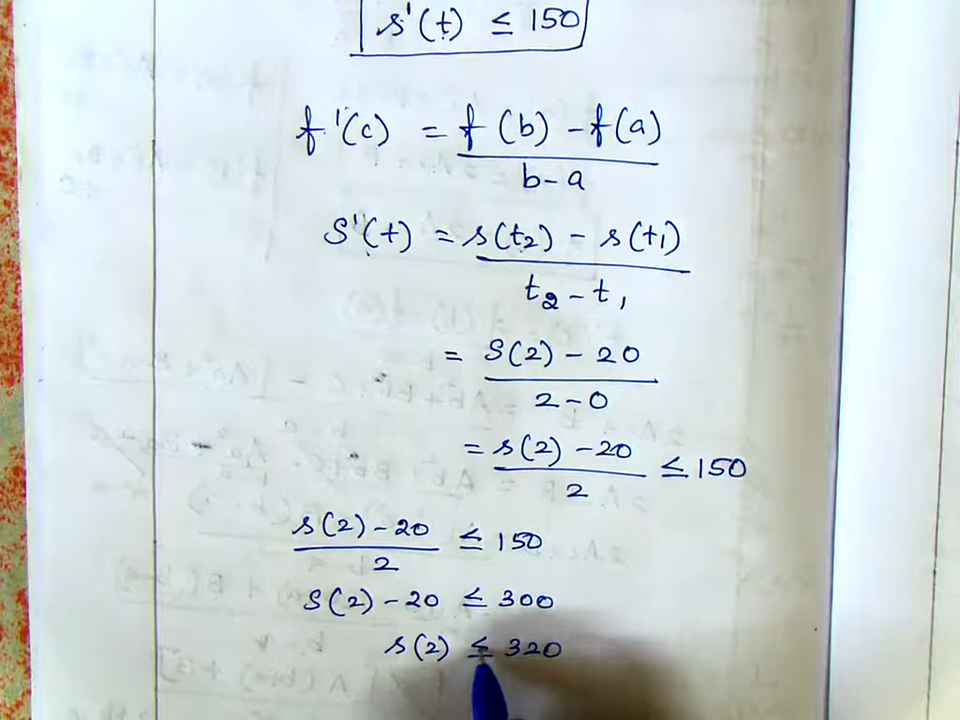 s'(t) ≤ 150
f'(c) = f(b) - f(a)
b-a
S'(t) = s(t₂) - s(t₁)
t₂ - t₁
= S(2) - 20
2-0
= s(2) - 20 ≤ 150
2
s(2) - 20 ≤ 150
2
S(2) - 20 ≤ 300
s(2) ≤ 320